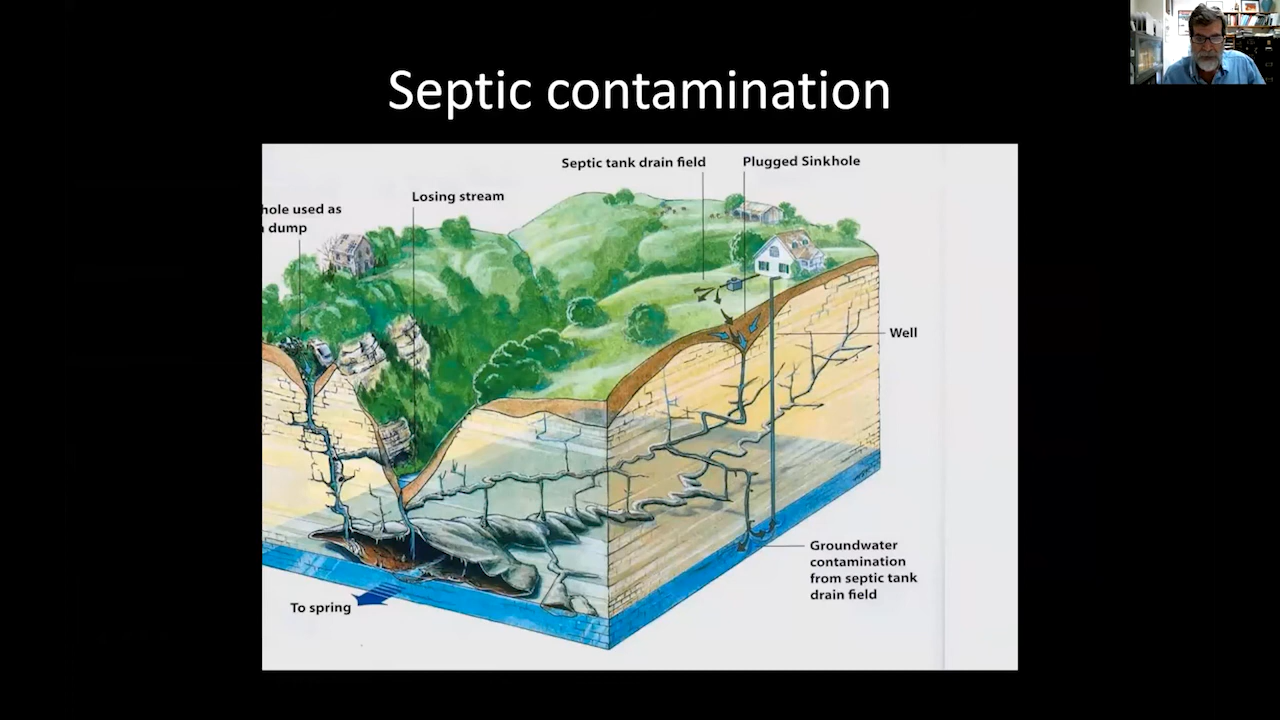 Septic contamination
Septic tank drain field
Plugged Sinkhole
Losing stream
hole used as
dump
Well
Groundwater
contamination
from septic tank
drain field
To spring